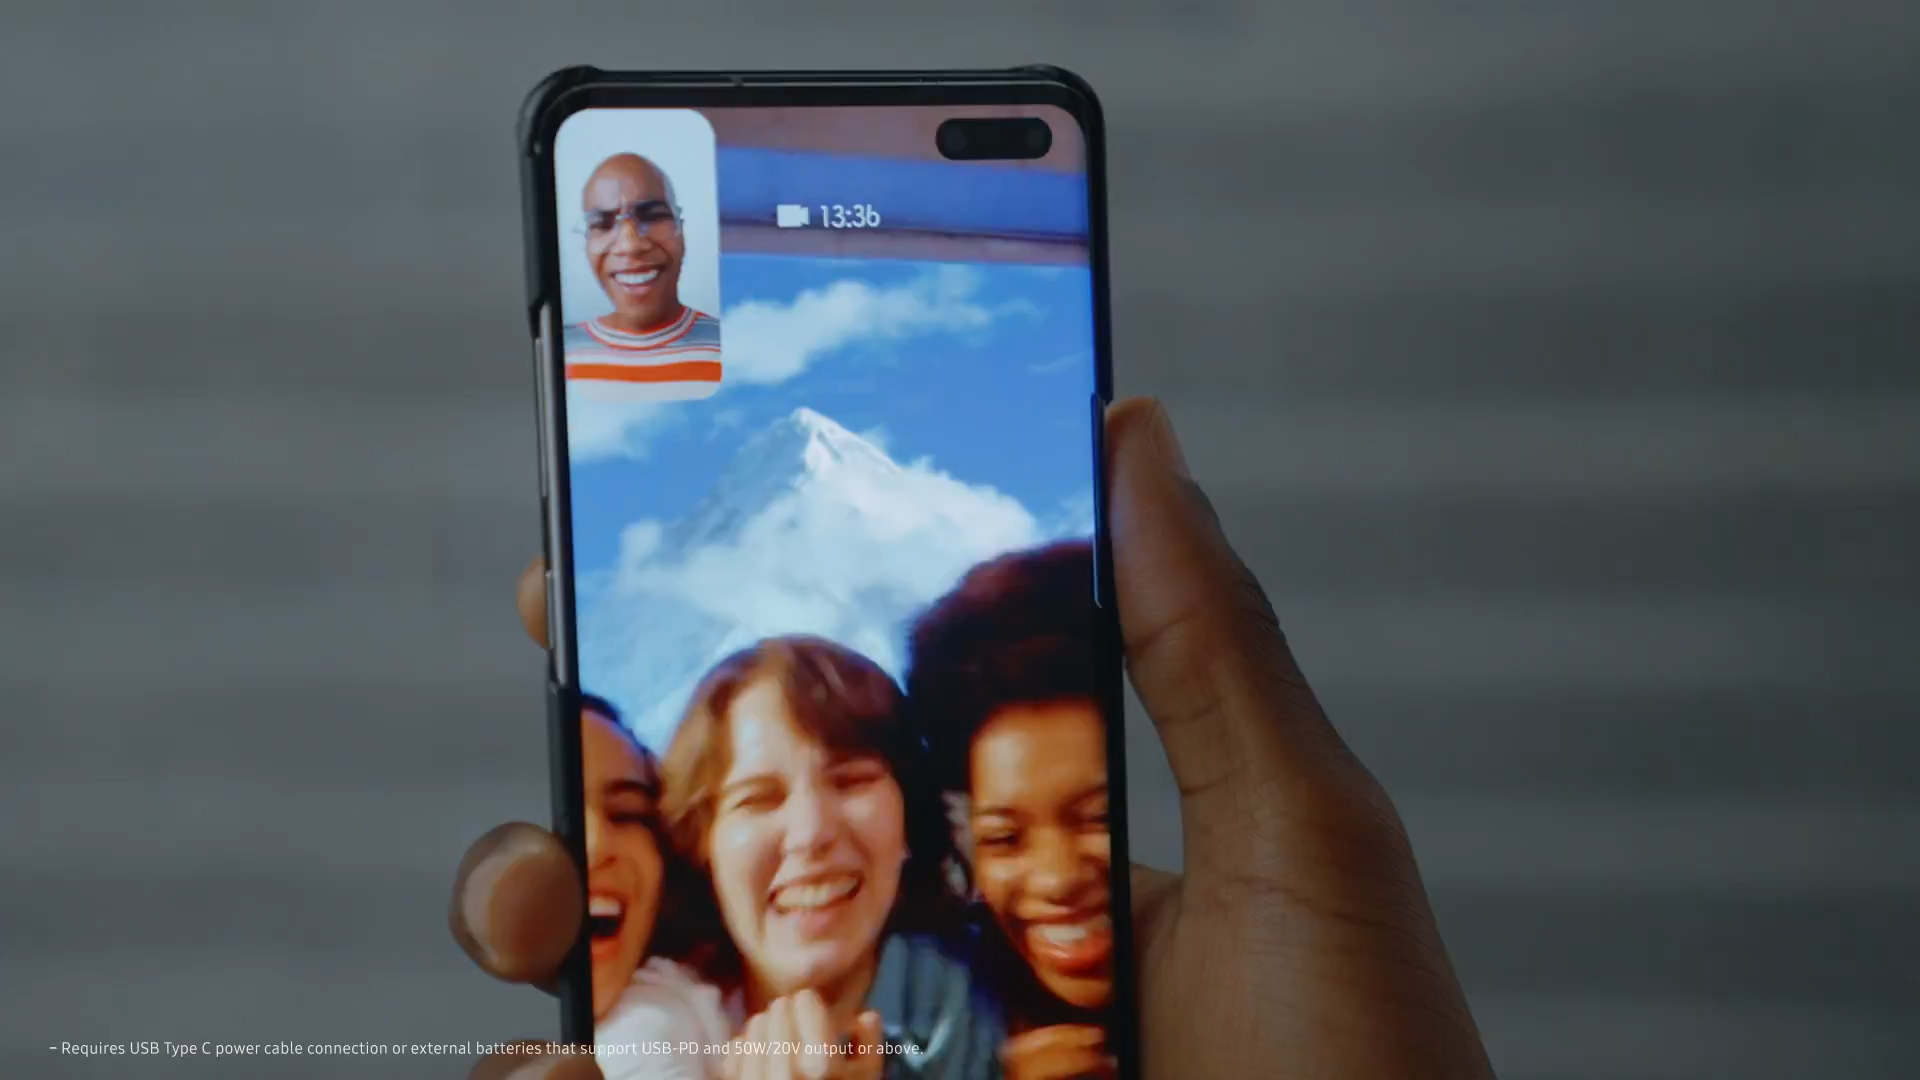 13:36
– Requires USB Type C power cable connection or external batteries that support USB-PD and 50W/20V output or above.